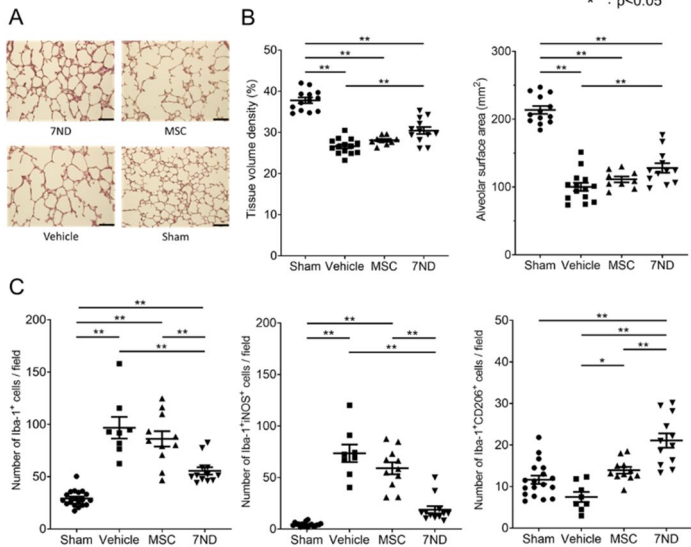 * : p<0.05
A
7ND
MSC
Vehicle
Sham
B
Tissue volume density (%)
50
40
30
20
10
0
**
**
**
**
Sham Vehicle MSC 7ND
Alveolar surface area (mm2)
300
200
100
0
**
**
**
**
Sham Vehicle MSC 7ND
C
Number of Iba-1+ cells / field
200
150
100
50
0
**
**
** **
**
Sham Vehicle MSC 7ND
Number of Iba-1+iNOS+ cells / field
200
150
100
50
0
**
** **
**
Sham Vehicle MSC 7ND
Number of Iba-1+CD206+ cells / field
50
40
30
20
10
0
**
**
**
*
Sham Vehicle MSC 7ND